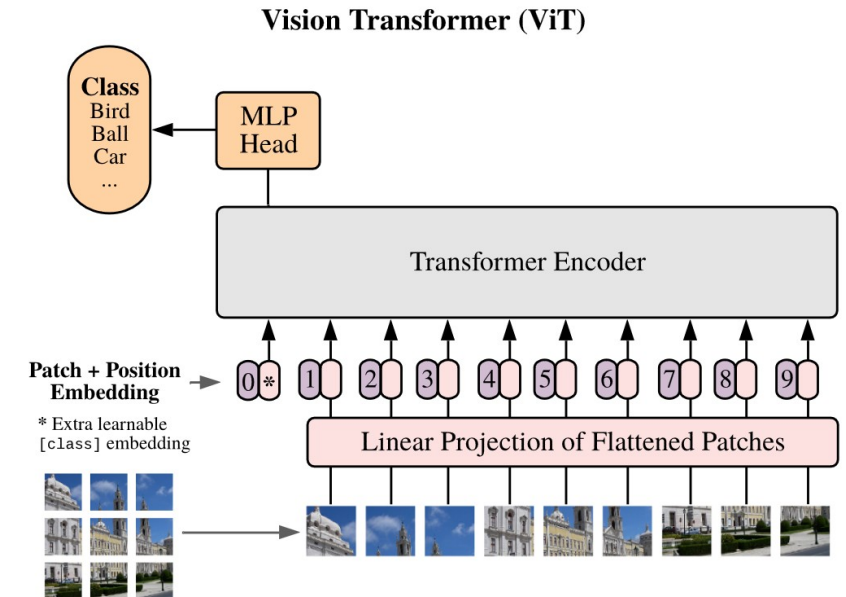 Vision Transformer (ViT)
Class
Bird
Ball
Car
...
MLP
Head
Transformer Encoder
Patch + Position
Embedding
0 * 1 2 3 4 5 6 7 8 9
* Extra learnable
[class] embedding
Linear Projection of Flattened Patches